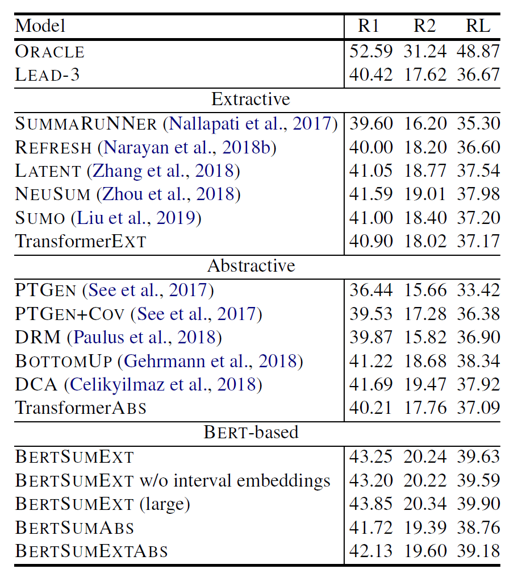 Model R1 R2 RL
ORACLE 52.59 31.24 48.87
LEAD-3 40.42 17.62 36.67
Extractive
SUMMARUNNER (Nallapati et al., 2017) 39.60 16.20 35.30
REFRESH (Narayan et al., 2018b) 40.00 18.20 36.60
LATENT (Zhang et al., 2018) 41.05 18.77 37.54
NEUSUM (Zhou et al., 2018) 41.59 19.01 37.98
SUMO (Liu et al., 2019) 41.00 18.40 37.20
TransformerEXT 40.90 18.02 37.17
Abstractive
PTGEN (See et al., 2017) 36.44 15.66 33.42
PTGEN+COV (See et al., 2017) 39.53 17.28 36.38
DRM (Paulus et al., 2018) 39.87 15.82 36.90
BOTTOMUP (Gehrmann et al., 2018) 41.22 18.68 38.34
DCA (Celikyilmaz et al., 2018) 41.69 19.47 37.92
TransformerABS 40.21 17.76 37.09
BERT-based
BERTSUMEXT 43.25 20.24 39.63
BERTSUMEXT w/o interval embeddings 43.20 20.22 39.59
BERTSUMEXT (large) 43.85 20.34 39.90
BERTSUMABS 41.72 19.39 38.76
BERTSUMEXTABS 42.13 19.60 39.18